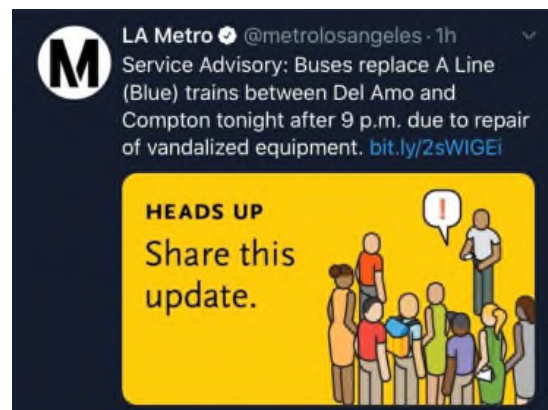 M
LA Metro @metrolosangeles · 1h
Service Advisory: Buses replace A Line
(Blue) trains between Del Amo and
Compton tonight after 9 p.m. due to repair
of vandalized equipment. bit.ly/2sWIGEi
HEADS UP
Share this
update.
!